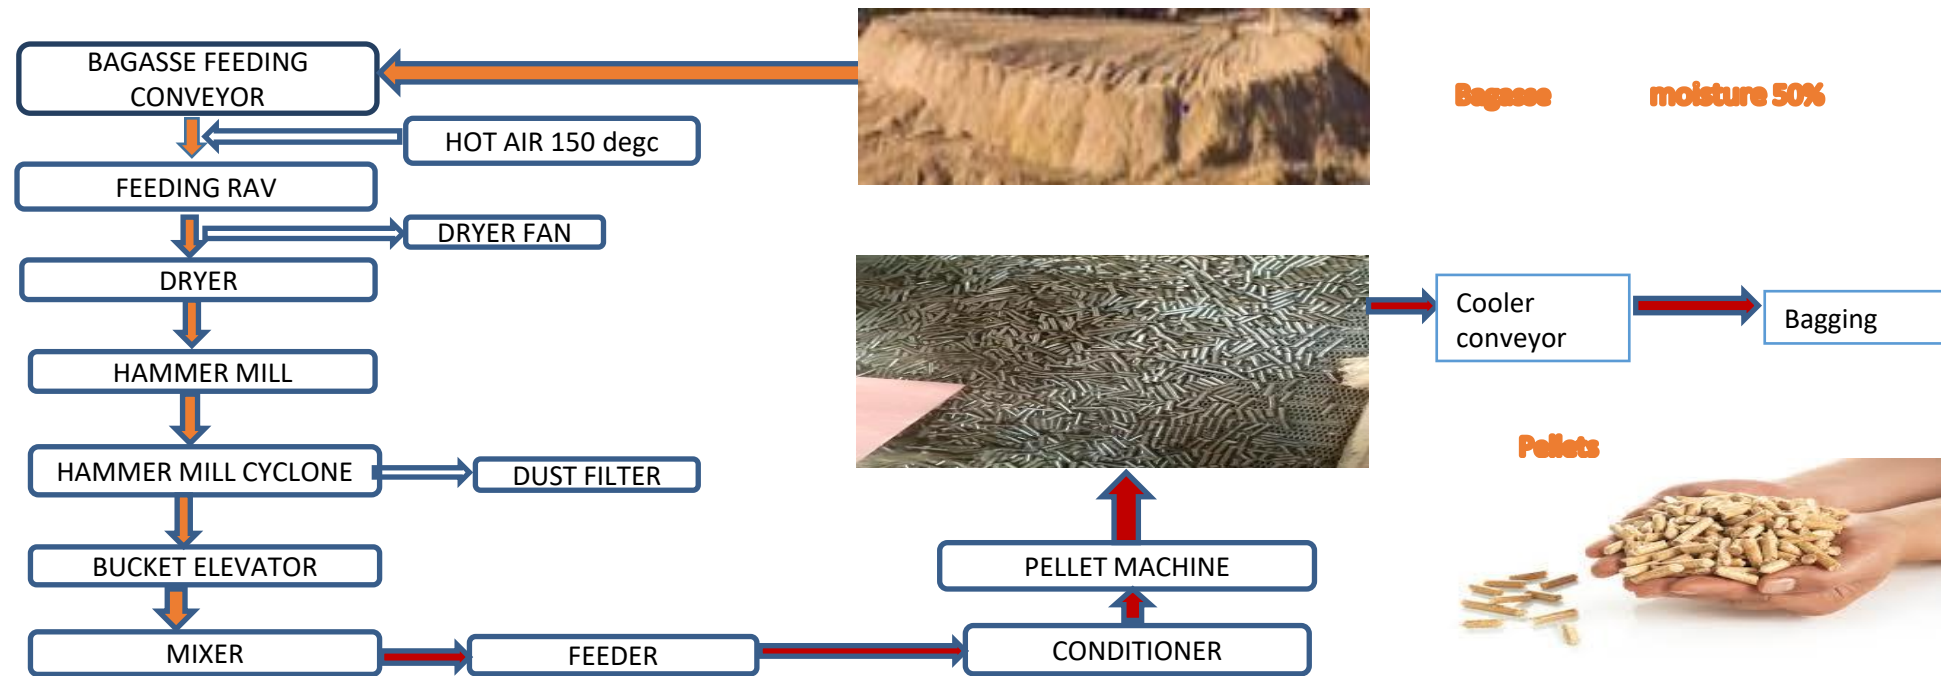 BAGASSE FEEDING
CONVEYOR
Bagasse moisture 50%
HOT AIR 150 degc
FEEDING RAV
DRYER FAN
DRYER
Cooler
conveyor
Bagging
HAMMER MILL
HAMMER MILL CYCLONE
DUST FILTER
Pellets
BUCKET ELEVATOR
PELLET MACHINE
MIXER
FEEDER
CONDITIONER